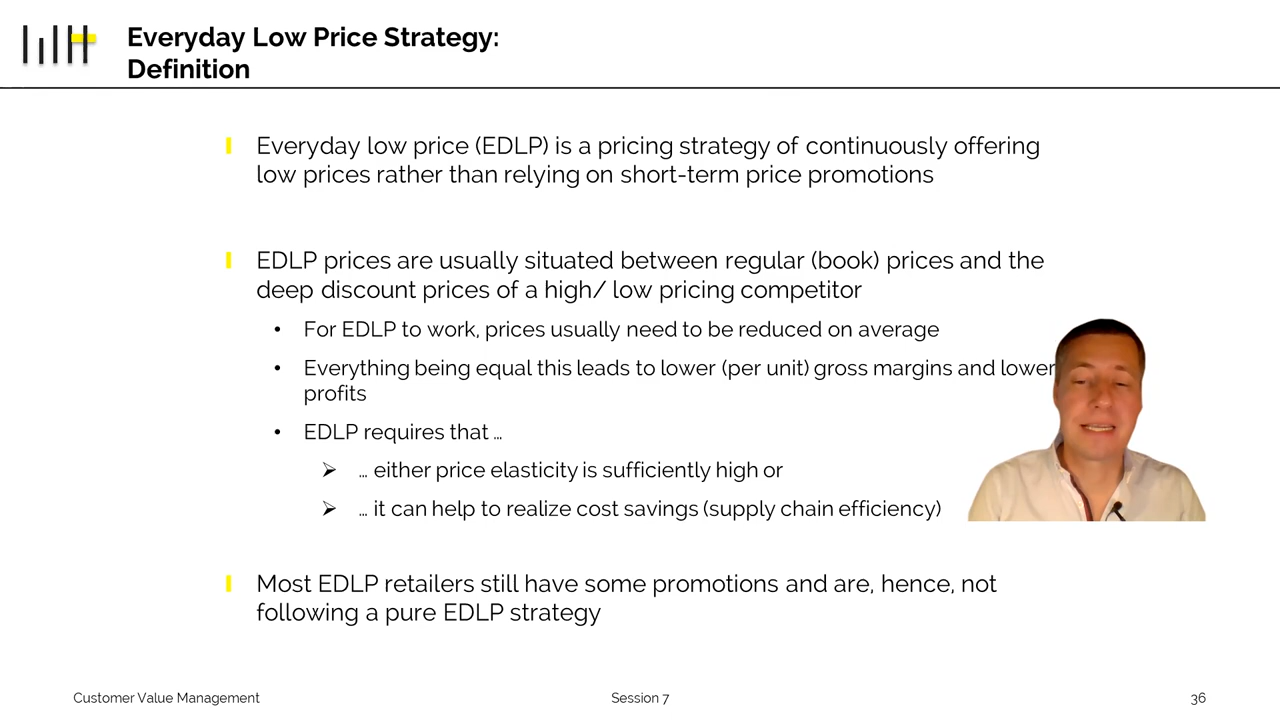 Everyday Low Price Strategy:
Definition
Everyday low price (EDLP) is a pricing strategy of continuously offering
low prices rather than relying on short-term price promotions
EDLP prices are usually situated between regular (book) prices and the
deep discount prices of a high/ low pricing competitor
• For EDLP to work, prices usually need to be reduced on average
• Everything being equal this leads to lower (per unit) gross margins and lower
profits
• EDLP requires that …
➢ … either price elasticity is sufficiently high or
➢ … it can help to realize cost savings (supply chain efficiency)
Most EDLP retailers still have some promotions and are, hence, not
following a pure EDLP strategy
Customer Value Management
Session 7
36